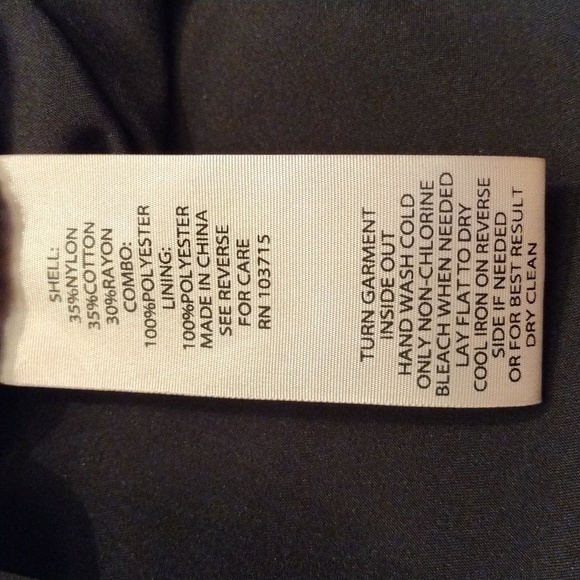 SHELL:
35%NYLON
35%COTTON
30%RAYON
COMBO:
100%POLYESTER
LINING:
100%POLYESTER
MADE IN CHINA
SEE REVERSE
FOR CARE
RN 103715
TURN GARMENT
INSIDE OUT
HAND WASH COLD
ONLY NON-CHLORINE
BLEACH WHEN NEEDED
LAY FLAT TO DRY
COOL IRON ON REVERSE
SIDE IF NEEDED
OR FOR BEST RESULT
DRY CLEAN